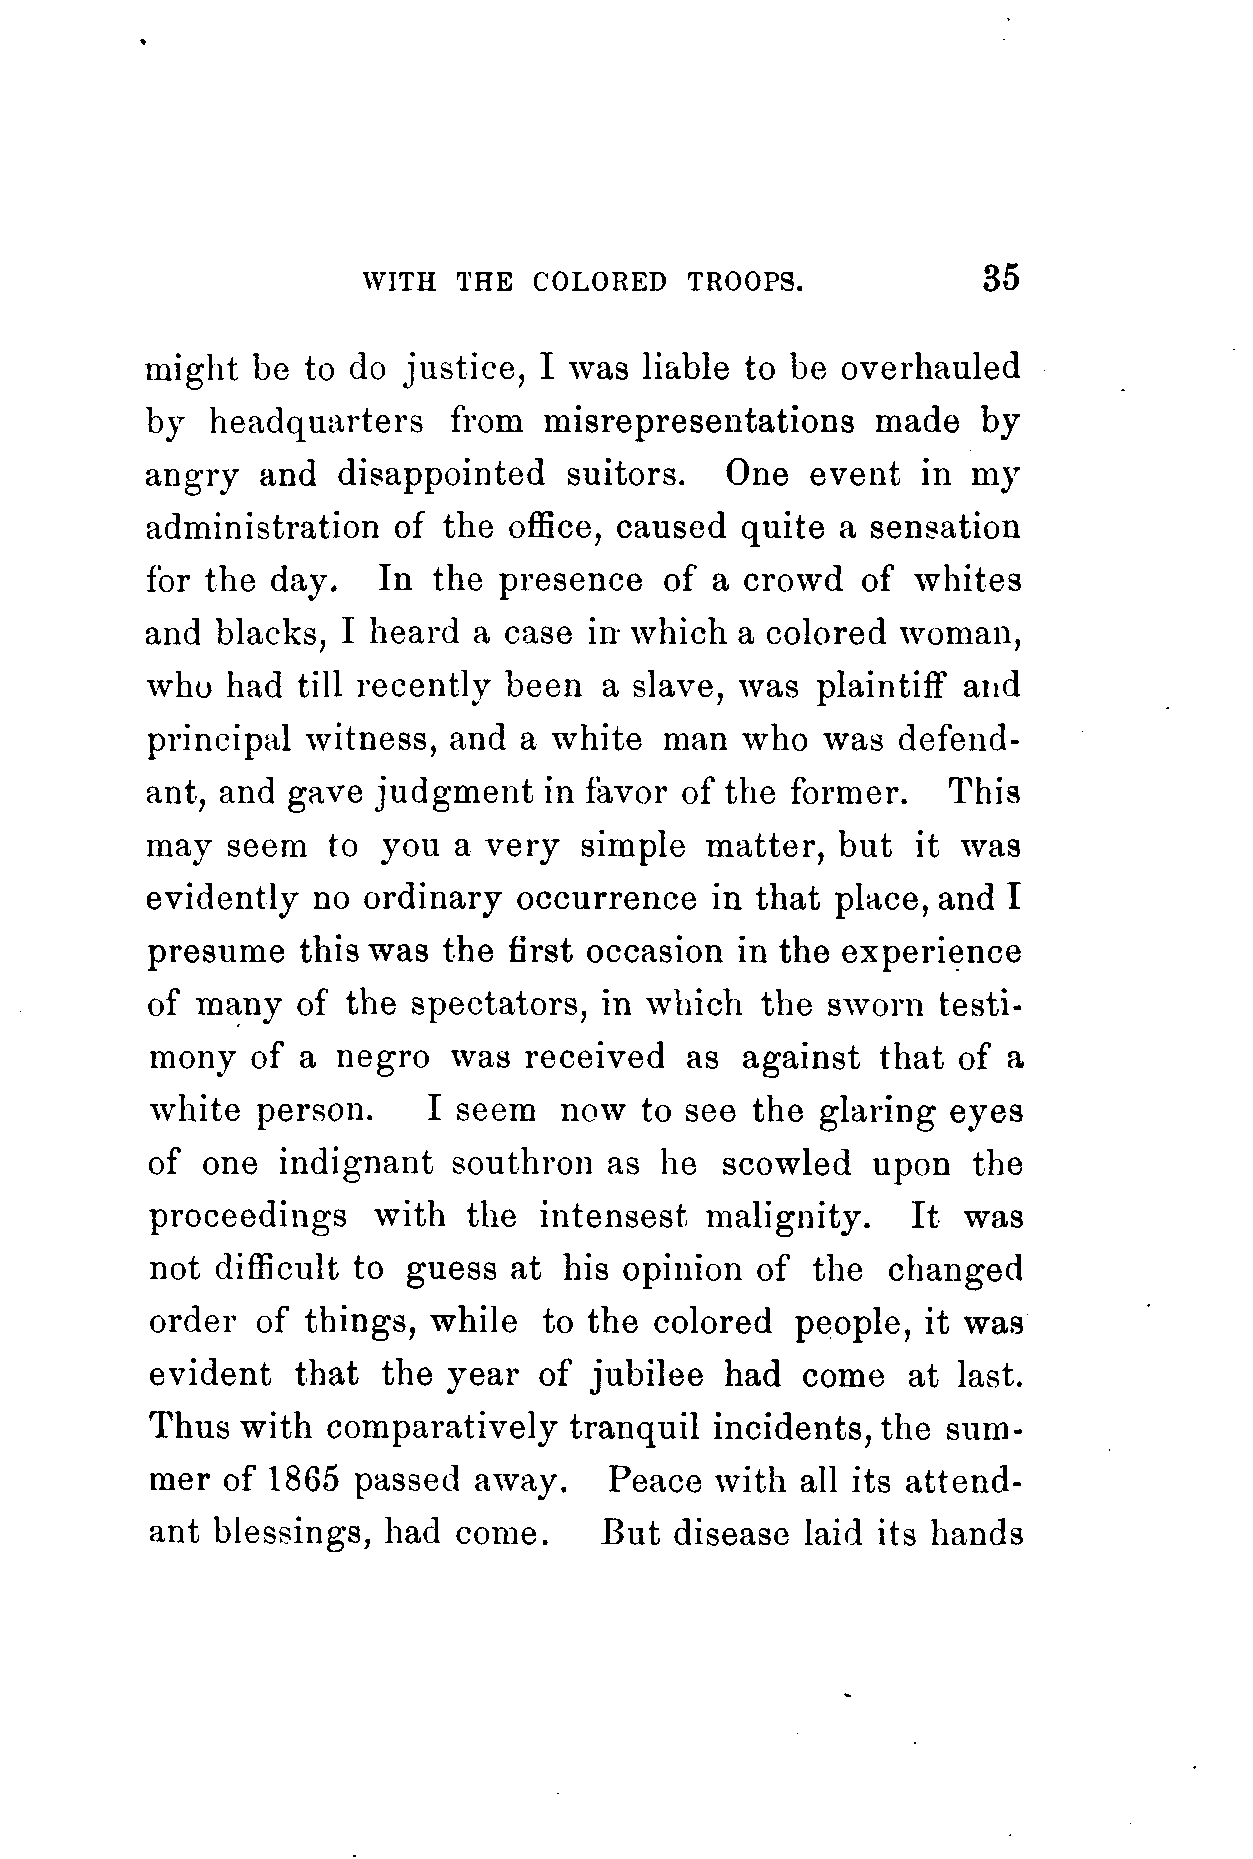 WITH THE COLORED TROOPS. 35
might be to do justice, I was liable to be overhauled
by headquarters from misrepresentations made by
angry and disappointed suitors. One event in my
administration of the office, caused quite a sensation
for the day. In the presence of a crowd of whites
and blacks, I heard a case in which a colored woman,
who had till recently been a slave, was plaintiff and
principal witness, and a white man who was defend-
ant, and gave judgment in favor of the former. This
may seem to you a very simple matter, but it was
evidently no ordinary occurrence in that place, and I
presume this was the first occasion in the experience
of many of the spectators, in which the sworn testi-
mony of a negro was received as against that of a
white person. I seem now to see the glaring eyes
of one indignant southron as he scowled upon the
proceedings with the intensest malignity. It was
not difficult to guess at his opinion of the changed
order of things, while to the colored people, it was
evident that the year of jubilee had come at last.
Thus with comparatively tranquil incidents, the sum-
mer of 1865 passed away. Peace with all its attend-
ant blessings, had come. But disease laid its hands